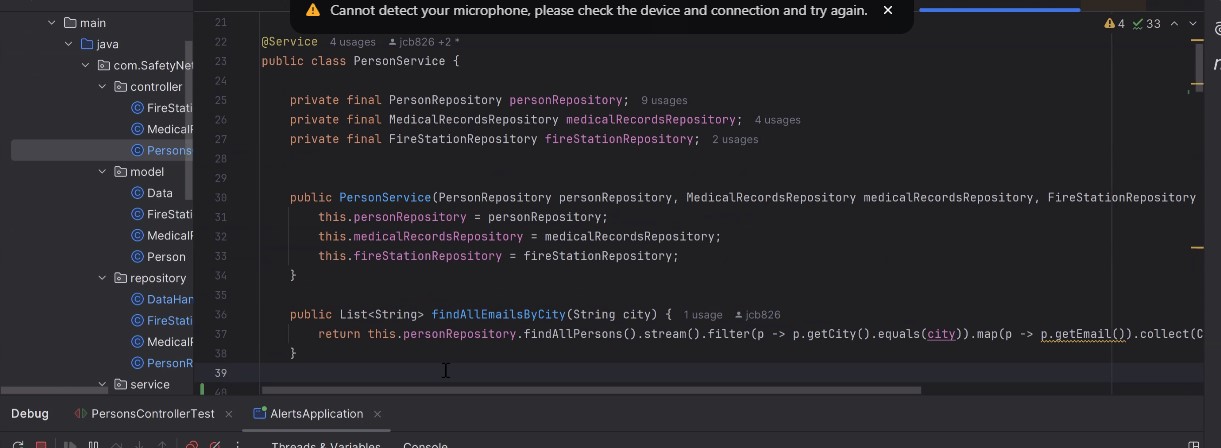 Cannot detect your microphone, please check the device and connection and try again.
main
java
com.SafetyNet
controller
FireStati
MedicalR
Persons
model
Data
FireStati
MedicalR
Person
repository
DataHan
FireStati
MedicalR
PersonR
service
4 33
21
22 @Service 4 usages jcb826 +2 *
23 public class PersonService {
24
25 private final PersonRepository personRepository; 9 usages
26 private final MedicalRecordsRepository medicalRecordsRepository; 4 usages
27 private final FireStationRepository fireStationRepository; 2 usages
28
29
30 public PersonService(PersonRepository personRepository, MedicalRecordsRepository medicalRecordsRepository, FireStationRepository
31 this.personRepository = personRepository;
32 this.medicalRecordsRepository = medicalRecordsRepository;
33 this.fireStationRepository = fireStationRepository;
34 }
35
36 public List<String> findAllEmailsByCity(String city) { 1 usage jcb826
37 return this.personRepository.findAllPersons().stream().filter(p -> p.getCity().equals(city)).map(p -> p.getEmail()).collect(C
38 }
39
40
Debug PersonsControllerTest AlertsApplication
Threads & Variables Console